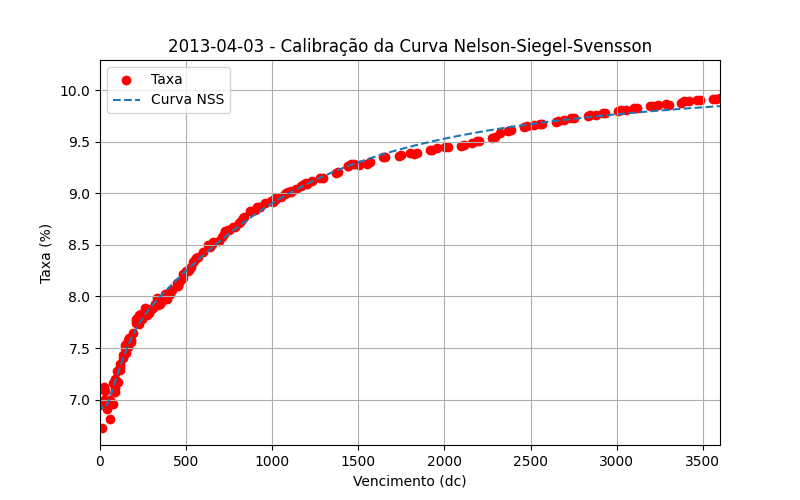 2013-04-03 - Calibração da Curva Nelson-Siegel-Svensson
Taxa
Curva NSS
Taxa (%)
10.0
9.5
9.0
8.5
8.0
7.5
7.0
0 500 1000 1500 2000 2500 3000 3500
Vencimento (dc)